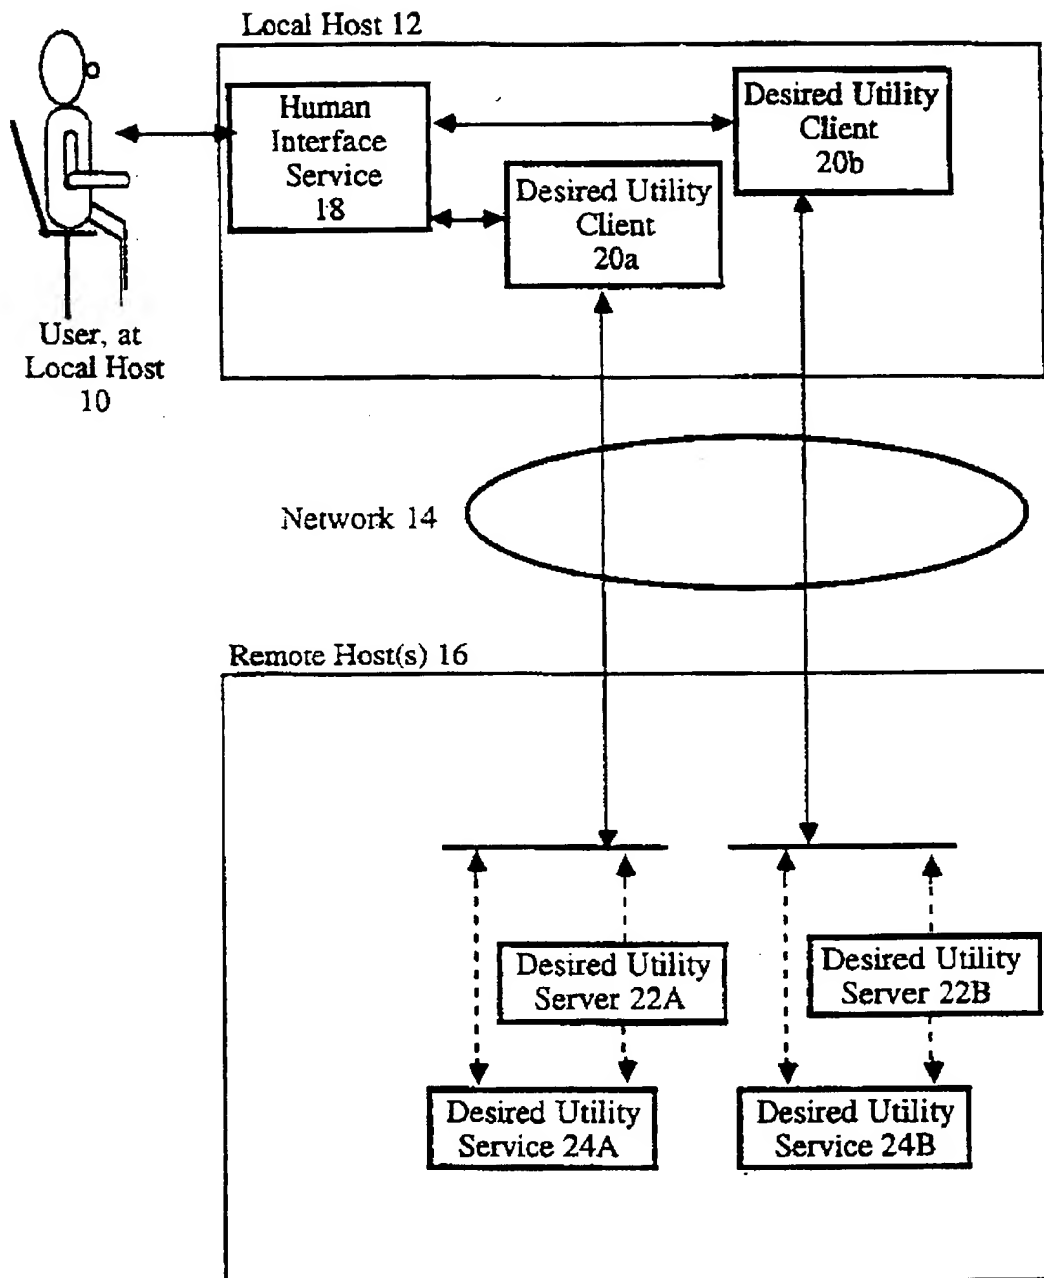 Local Host 12
Human
Interface
Service
18
Desired Utility
Client
20b
Desired Utility
Client
20a
User, at
Local Host
10
Network 14
Remote Host(s) 16
Desired Utility
Server 22A
Desired Utility
Server 22B
Desired Utility
Service 24A
Desired Utility
Service 24B